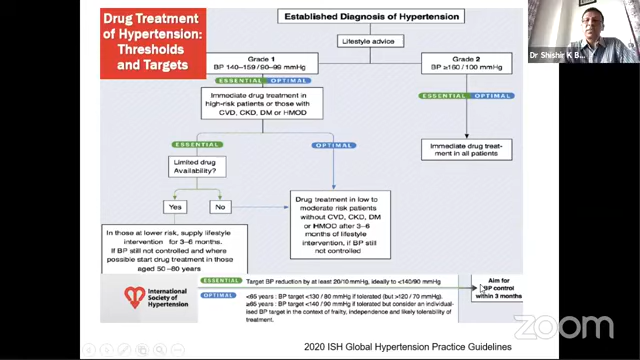 Drug Treatment
of Hypertension:
Thresholds
and Targets
Established Diagnosis of Hypertension
Lifestyle advice
Grade 1
BP 140–159/90–99 mmHg
Grade 2
BP ≥160/100 mmHg
ESSENTIAL OPTIMAL
Immediate drug treatment in
high-risk patients or those with
CVD, CKD, DM or HMOD
ESSENTIAL OPTIMAL
Immediate drug treat-
ment in all patients
ESSENTIAL
OPTIMAL
Limited drug
Availability?
Yes
No
Drug treatment in low to
moderate risk patients
without CVD, CKD, DM
or HMOD after 3–6
months of lifestyle
intervention, if BP still
not controlled
In those at lower risk, supply lifestyle
intervention for 3–6 months.
If BP still not controlled and where
possible start drug treatment in those
aged 50–80 years
International
Society of
Hypertension
ESSENTIAL
Target BP reduction by at least 20/10 mmHg, ideally to <140/90 mmHg
OPTIMAL
<65 years : BP target <130 / 80 mmHg if tolerated (but >120 / 70 mmHg).
≥65 years : BP target <140 / 90 mmHg if tolerated but consider an individual-
ised BP target in the context of frailty, independence and likely tolerability
of treatment.
Aim for
BP control
within 3 months
2020 ISH Global Hypertension Practice Guidelines
Dr Shishir K B...
zoom